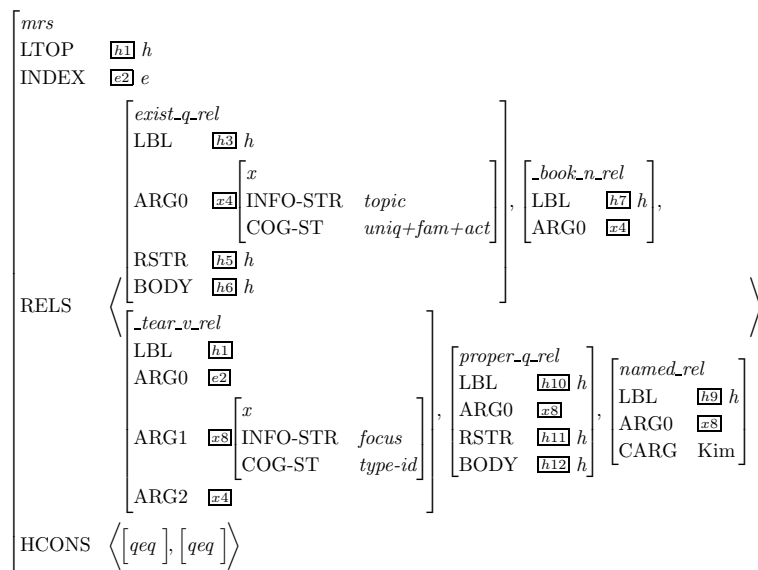 mrs
LTOP h1 h
INDEX e2 e
RELS
exist_q_rel
LBL h3 h
ARG0 x4
x
INFO-STR topic
COG-ST uniq+fam+act
RSTR h5 h
BODY h6 h
,
_book_n_rel
LBL h7 h
ARG0 x4
,
_tear_v_rel
LBL h1
ARG0 e2
ARG1 x8
x
INFO-STR focus
COG-ST type-id
ARG2 x4
,
proper_q_rel
LBL h10 h
ARG0 x8
RSTR h11 h
BODY h12 h
,
named_rel
LBL h9 h
ARG0 x8
CARG Kim
HCONS ⟨[qeq ], [qeq ]⟩